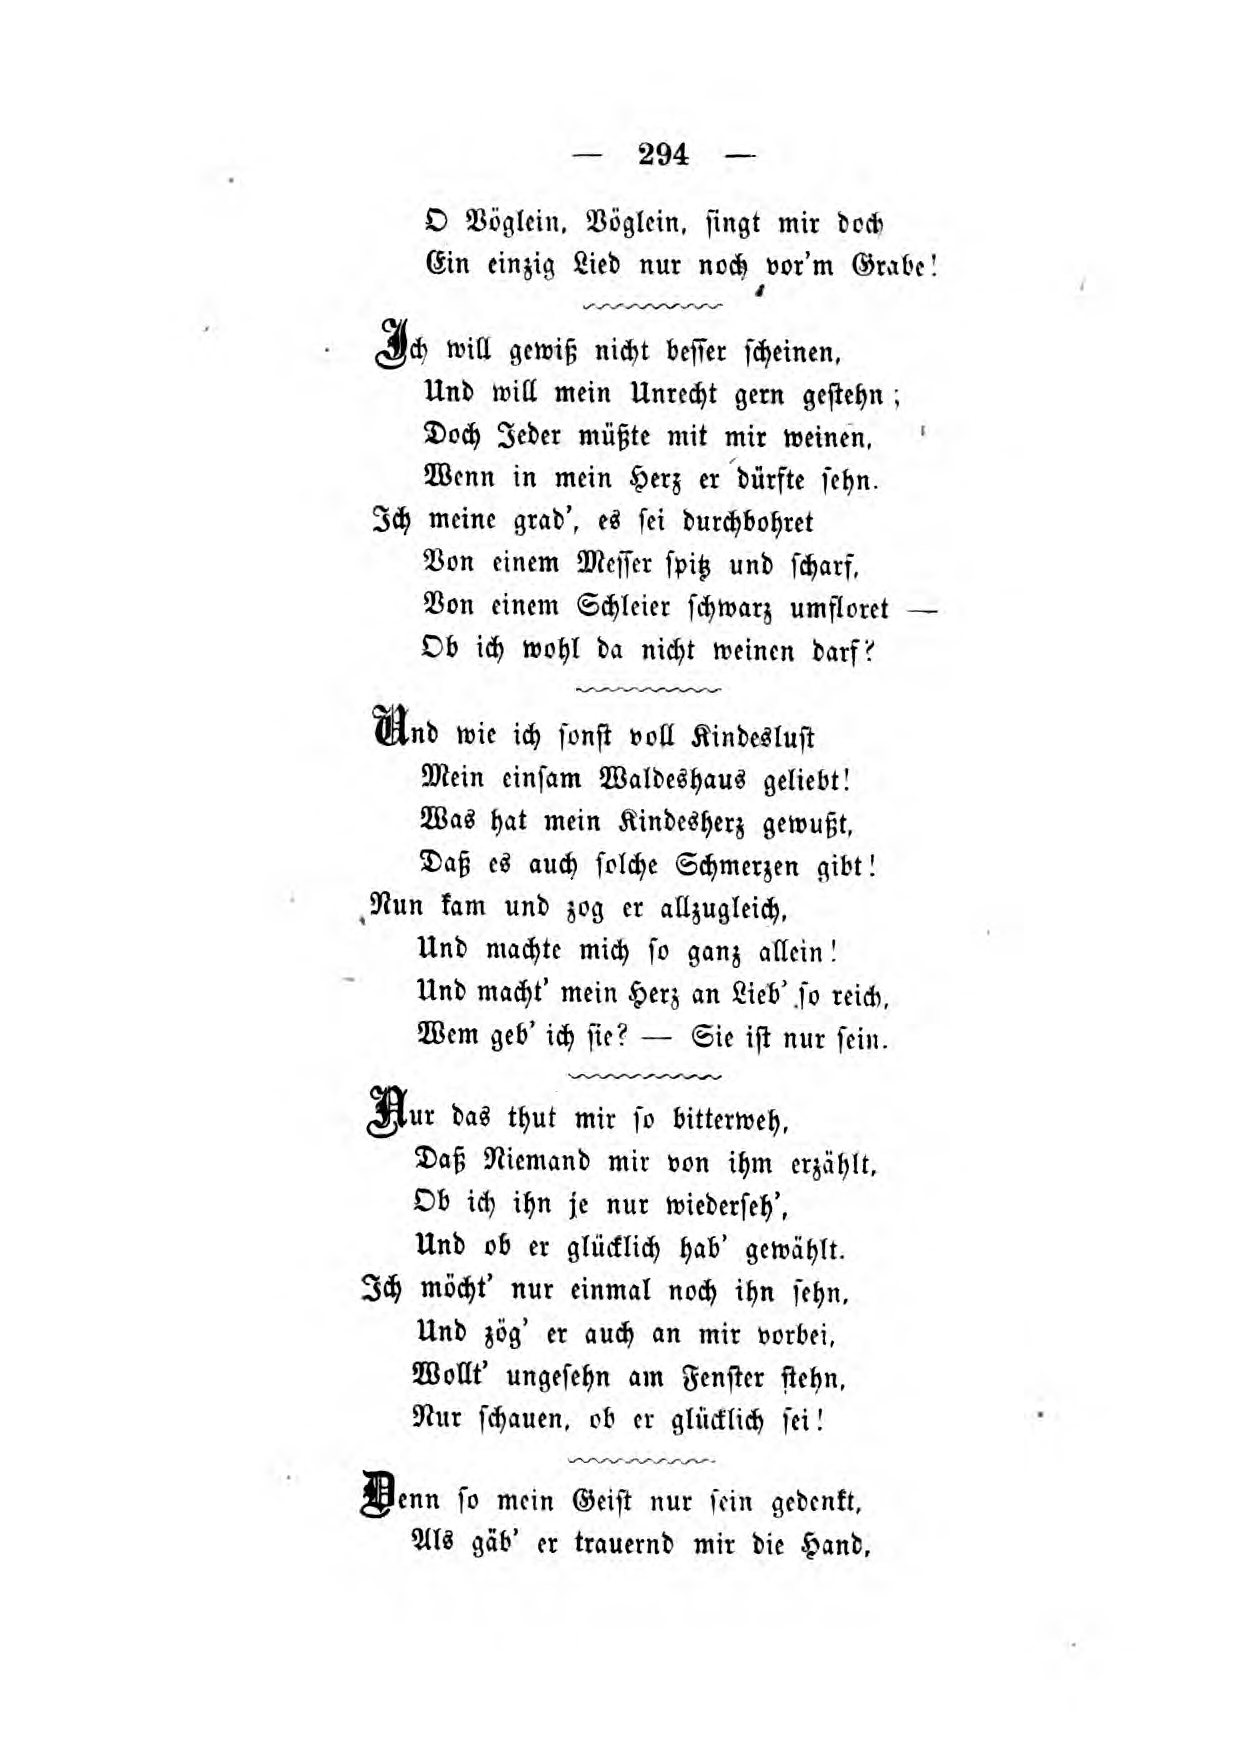 — 294 —
O Vöglein, Vöglein, singt mir doch
Ein einzig Lied nur noch vor'm Grabe!
Ich will gewiß nicht besser scheinen,
Und will mein Unrecht gern gestehn;
Doch Jeder müßte mit mir weinen,
Wenn in mein Herz er dürfte sehn.
Ich meine grad', es sei durchbohret
Von einem Messer spitz und scharf,
Von einem Schleier schwarz umfloret —
Ob ich wohl da nicht weinen darf?
Und wie ich sonst voll Kindeslust
Mein einsam Waldeshaus geliebt!
Was hat mein Kindesherz gewußt,
Daß es auch solche Schmerzen gibt!
Nun kam und zog er allzugleich,
Und machte mich so ganz allein!
Und macht' mein Herz an Lieb' so reich,
Wem geb' ich sie? — Sie ist nur sein.
Nur das thut mir so bitterweh,
Daß Niemand mir von ihm erzählt,
Ob ich ihn je nur wiederseh',
Und ob er glücklich hab' gewählt.
Ich möcht' nur einmal noch ihn sehn,
Und zög' er auch an mir vorbei,
Wollt' ungesehn am Fenster stehn,
Nur schauen, ob er glücklich sei!
Denn so mein Geist nur sein gedenkt,
Als gäb' er trauernd mir die Hand,